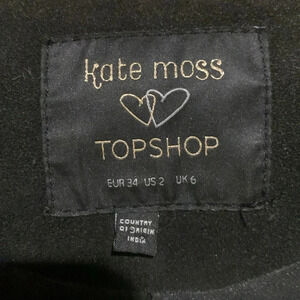 kate moss
TOPSHOP
EUR 34 US 2 UK 6
COUNTRY
OF ORIGIN
INDIA